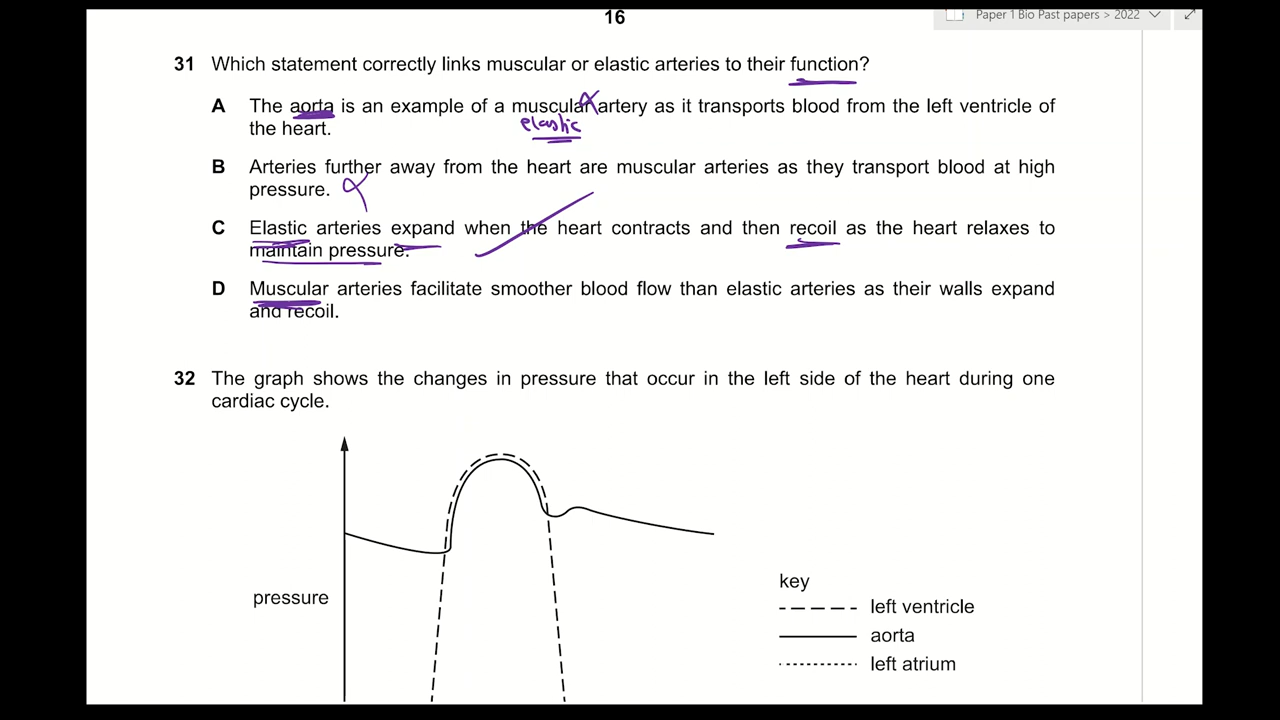 16
Paper 1 Bio Past papers > 2022
31 Which statement correctly links muscular or elastic arteries to their function?
A The aorta is an example of a muscular artery as it transports blood from the left ventricle of
the heart.
elastic
B Arteries further away from the heart are muscular arteries as they transport blood at high
pressure.
C Elastic arteries expand when the heart contracts and then recoil as the heart relaxes to
maintain pressure.
D Muscular arteries facilitate smoother blood flow than elastic arteries as their walls expand
and recoil.
32 The graph shows the changes in pressure that occur in the left side of the heart during one
cardiac cycle.
pressure
key
left ventricle
aorta
left atrium